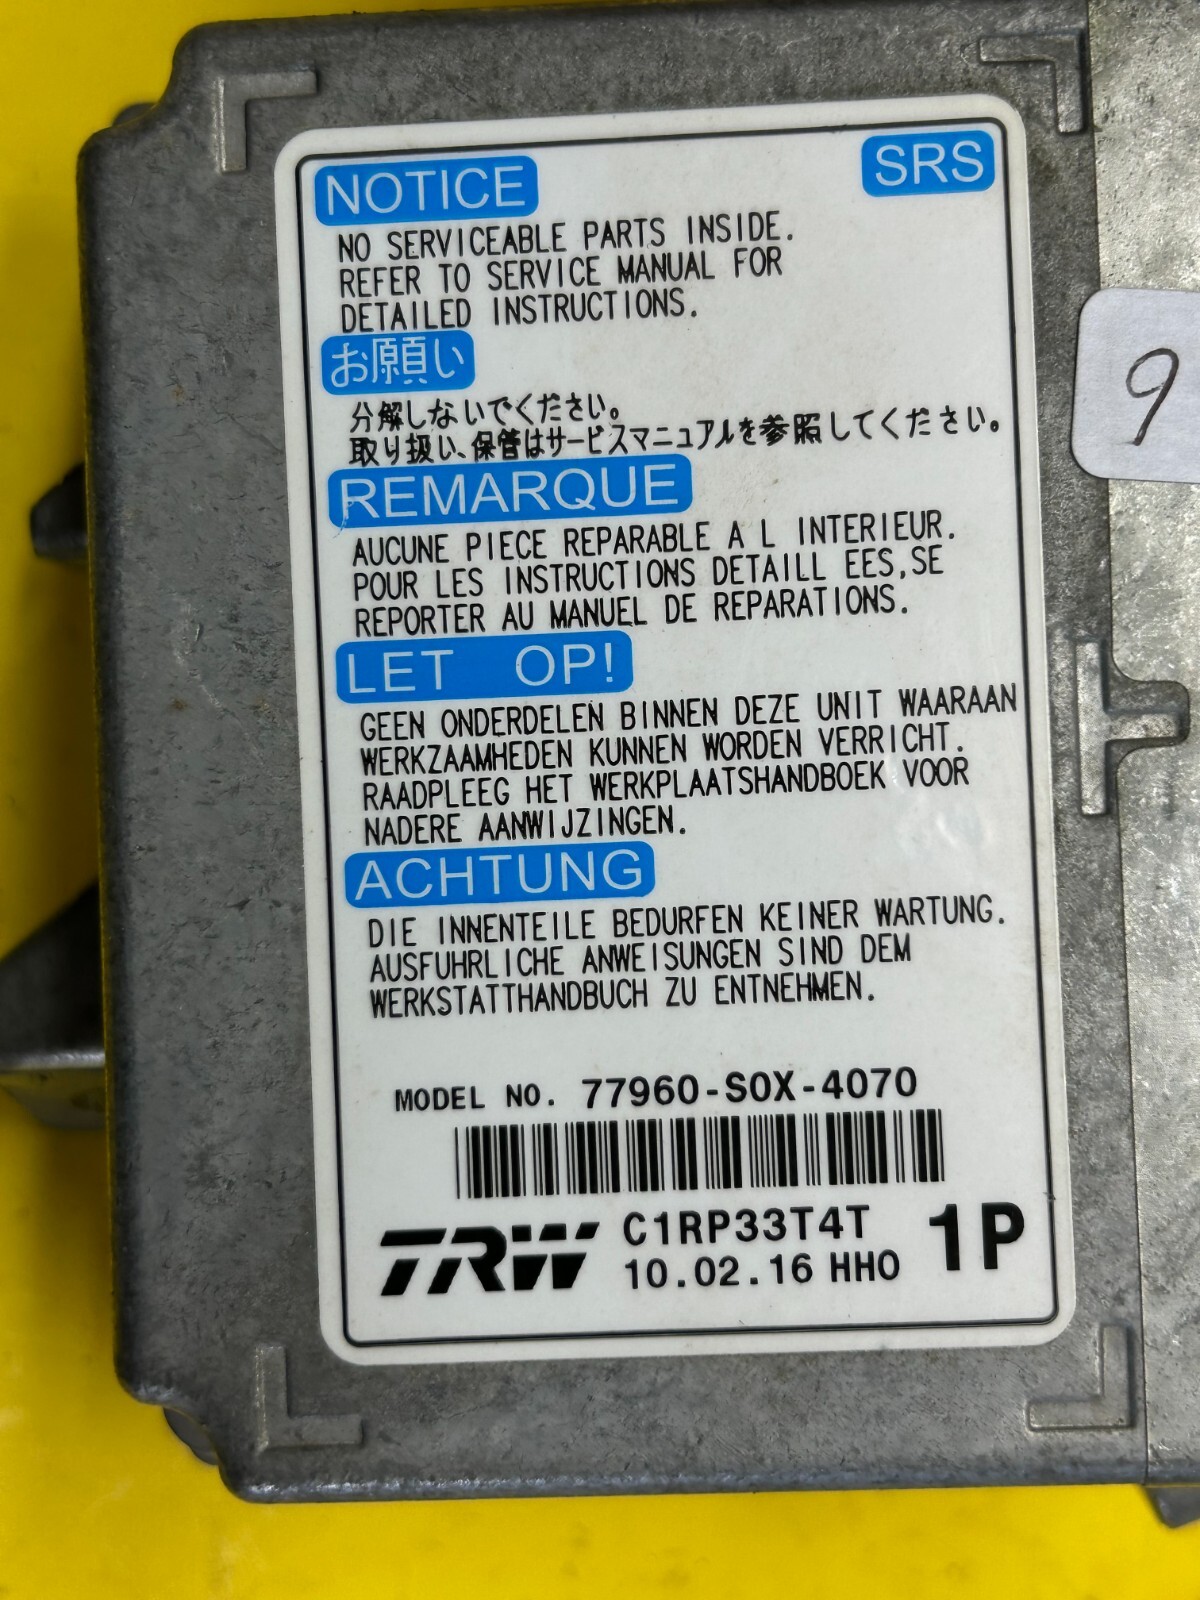 NOTICE
SRS
NO SERVICEABLE PARTS INSIDE.
REFER TO SERVICE MANUAL FOR
DETAILED INSTRUCTIONS.
お願い
分解しないでください。
取り扱い、保管はサービスマニュアルを参照してください。
9
REMARQUE
AUCUNE PIECE REPARABLE A L INTERIEUR.
POUR LES INSTRUCTIONS DETAILL EES,SE
REPORTER AU MANUEL DE REPARATIONS.
LET OP!
GEEN ONDERDELEN BINNEN DEZE UNIT WAARAAN
WERKZAAMHEDEN KUNNEN WORDEN VERRICHT.
RAADPLEEG HET WERKPLAATSHANDBOEK VOOR
NADERE AANWIJZINGEN.
ACHTUNG
DIE INNENTEILE BEDURFEN KEINER WARTUNG.
AUSFUHRLICHE ANWEISUNGEN SIND DEM
WERKSTATTHANDBUCH ZU ENTNEHMEN.
MODEL NO. 77960-S0X-4070
TRW C1RP33T4T 1P
10.02.16 HHO